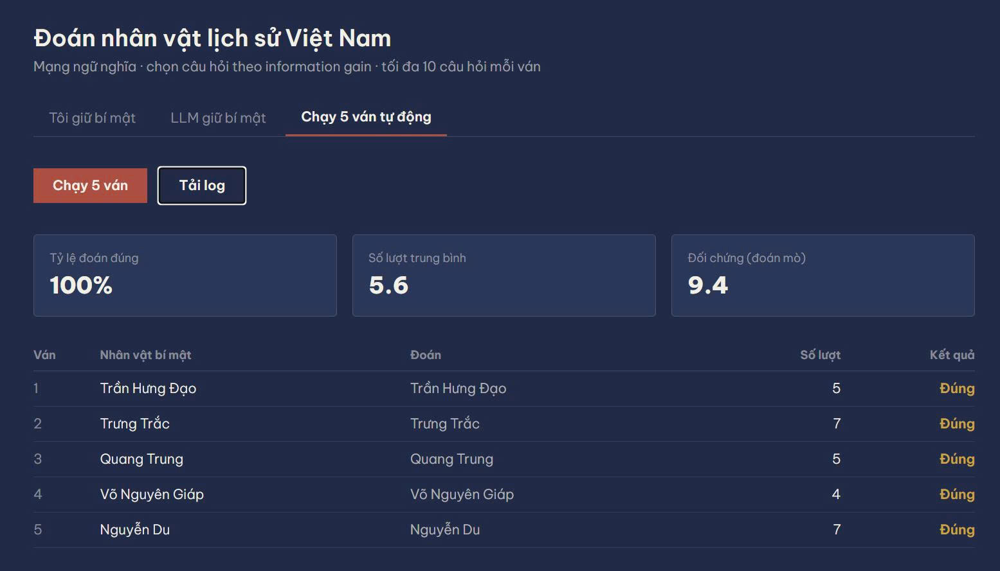 Đoán nhân vật lịch sử Việt Nam
Mạng ngữ nghĩa · chọn câu hỏi theo information gain · tối đa 10 câu hỏi mỗi ván
Tôi giữ bí mật LLM giữ bí mật Chạy 5 ván tự động
Chạy 5 ván Tải log
Tỷ lệ đoán đúng Số lượt trung bình Đối chứng (đoán mò)
100% 5.6 9.4
Ván Nhân vật bí mật Đoán Số lượt Kết quả
1 Trần Hưng Đạo Trần Hưng Đạo 5 Đúng
2 Trưng Trắc Trưng Trắc 7 Đúng
3 Quang Trung Quang Trung 5 Đúng
4 Võ Nguyên Giáp Võ Nguyên Giáp 4 Đúng
5 Nguyễn Du Nguyễn Du 7 Đúng